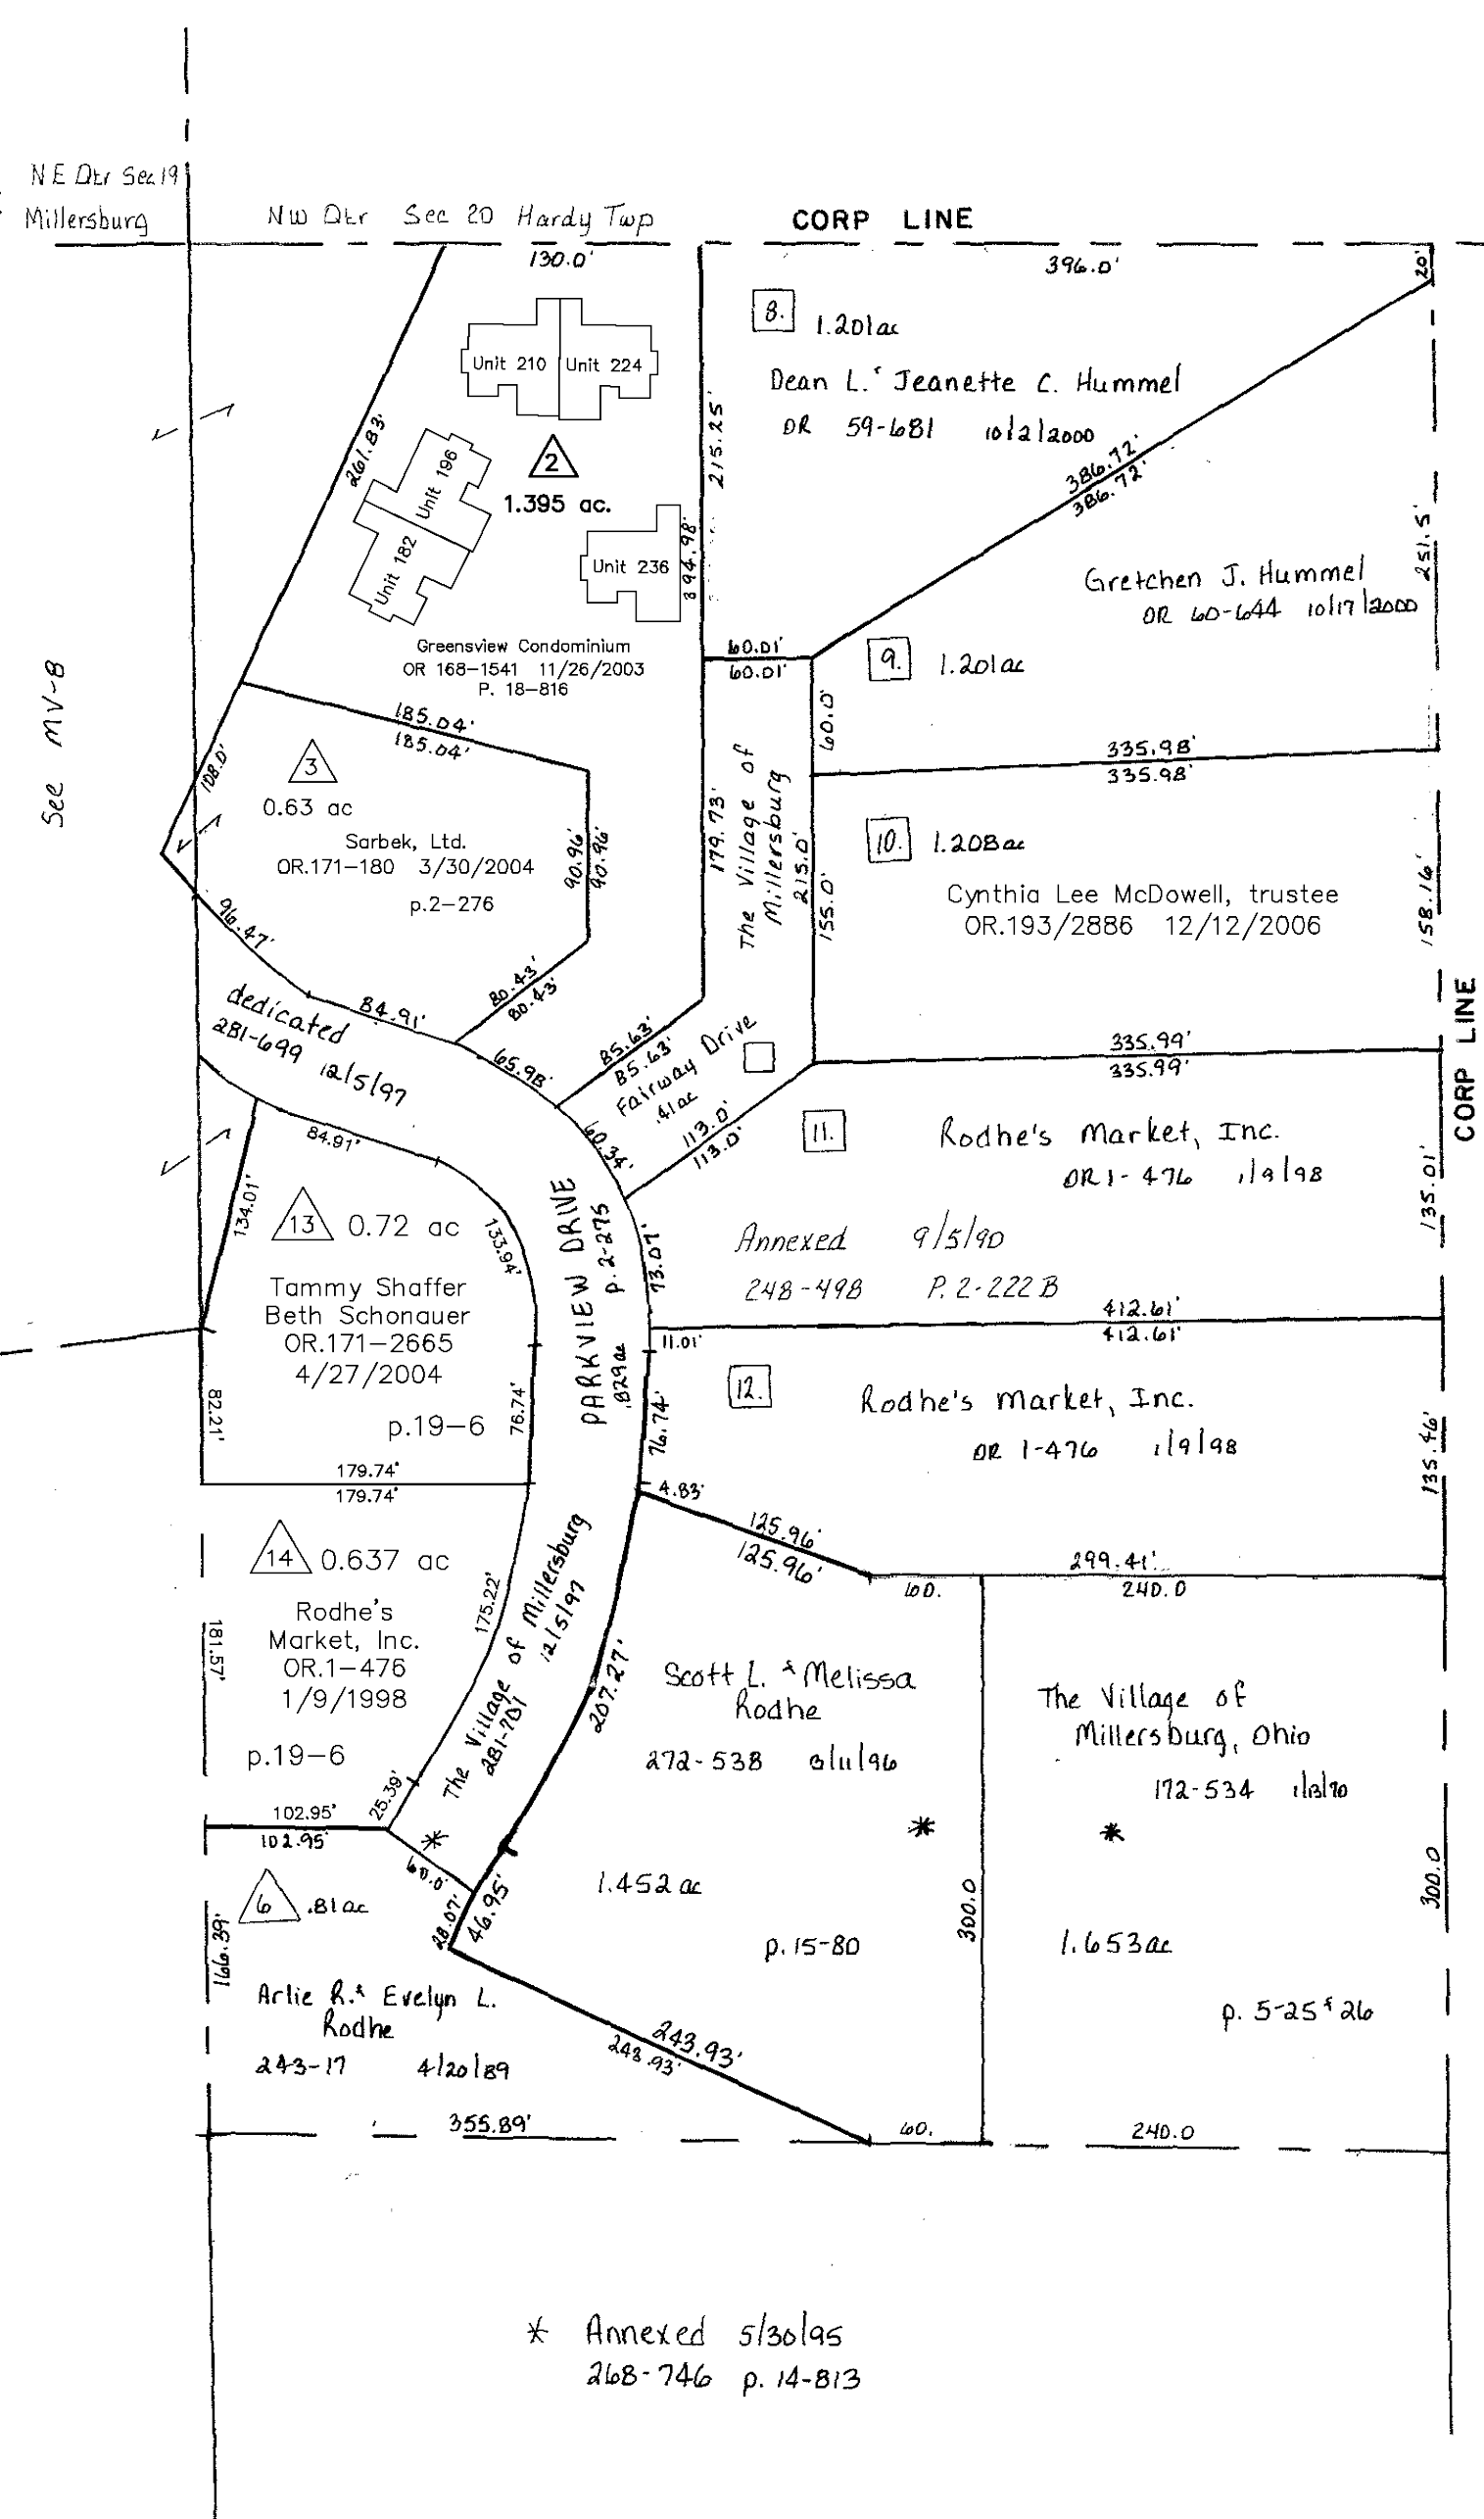 NE Qtr Sec 19
Millersburg
NW Qtr Sec 20 Hardy Twp
CORP LINE
130.0'
396.0'
20'
8.
1.201ac
Unit 210
Unit 224
Dean L. & Jeanette C. Hummel
OR 59-681 10/2/2000
261.83'
215.25'
386.72'
386.72'
Unit 196
2
1.395 ac.
Unit 182
Unit 236
394.98'
251.5'
Gretchen J. Hummel
OR 60-644 10/17/2000
Greensview Condominium
OR 168-1541 11/26/2003
P. 18-816
60.01'
60.01'
9.
1.201ac
See MV-8
185.04'
185.04'
60.0'
335.98'
335.98'
108.0'
3
0.63 ac
Sarbek, Ltd.
OR.171-180 3/30/2004
p.2-276
90.96'
90.96'
179.73'
The Village of
Millersburg
215.0'
155.0'
10.
1.208ac
Cynthia Lee McDowell, trustee
OR.193/2886 12/12/2006
158.16'
96.47'
80.43'
80.43'
dedicated
281-699 12/5/97
84.91'
65.98'
85.63'
85.63'
Fairway Drive
.41ac
335.99'
335.99'
CORP LINE
113.0'
113.0'
60.34'
11.
Rodhe's Market, Inc.
OR 1-476 1/9/98
135.01'
84.91'
134.01'
13
0.72 ac
133.94'
Tammy Shaffer
Beth Schonauer
OR.171-2665
4/27/2004
p.19-6
PARKVIEW DRIVE
p. 2-275
.829ac
73.07'
Annexed 9/5/90
248-498 P. 2-222 B
412.61'
412.61'
11.01'
82.21'
76.74'
76.74'
12.
Rodhe's Market, Inc.
OR 1-476 1/9/98
135.46'
179.74'
179.74'
4.83'
125.96'
125.96'
299.41'
60.
240.0
14
0.637 ac
175.22'
181.57'
Rodhe's
Market, Inc.
OR.1-476
1/9/1998
p.19-6
The Village of Millersburg
281-707 12/5/97
207.27'
Scott L. & Melissa
Rodhe
272-538 3/11/96
The Village of
Millersburg, Ohio
172-534 1/13/70
102.95'
102.95'
25.39'
*
*
*
60.0'
6
.81ac
28.07'
46.95'
1.452 ac
300.0
300.0
166.39'
p. 15-80
1.653ac
Arlie R. & Evelyn L.
Rodhe
243-17 4/20/89
243.93'
243.93'
p. 5-25 & 26
355.89'
60.
240.0
* Annexed 5/30/95
268-746 p. 14-813